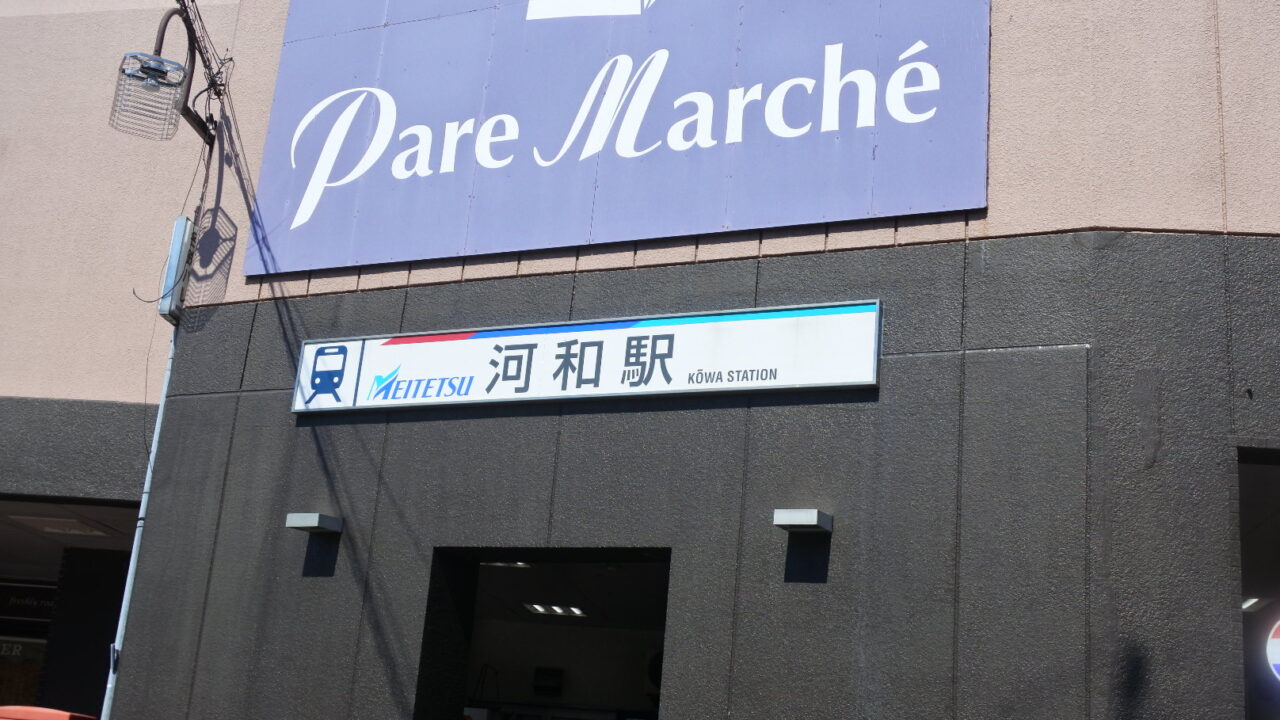 Pare Marché
MEITETSU 河和駅 KŌWA STATION